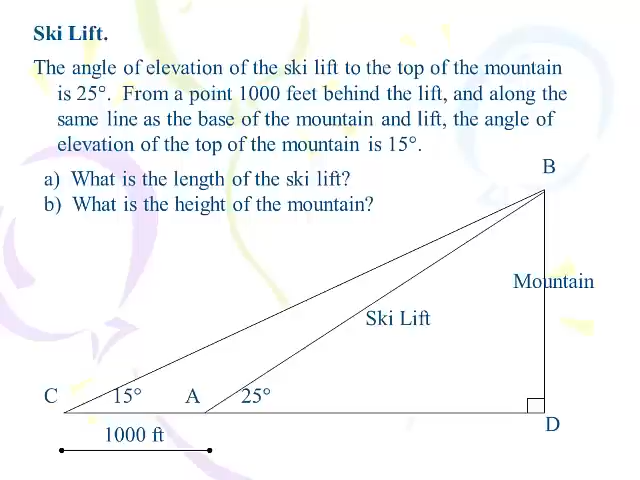 Ski Lift.
The angle of elevation of the ski lift to the top of the mountain
is 25°. From a point 1000 feet behind the lift, and along the
same line as the base of the mountain and lift, the angle of
elevation of the top of the mountain is 15°.
a) What is the length of the ski lift?
b) What is the height of the mountain?
B
Mountain
Ski Lift
C 15° A 25°
D
1000 ft